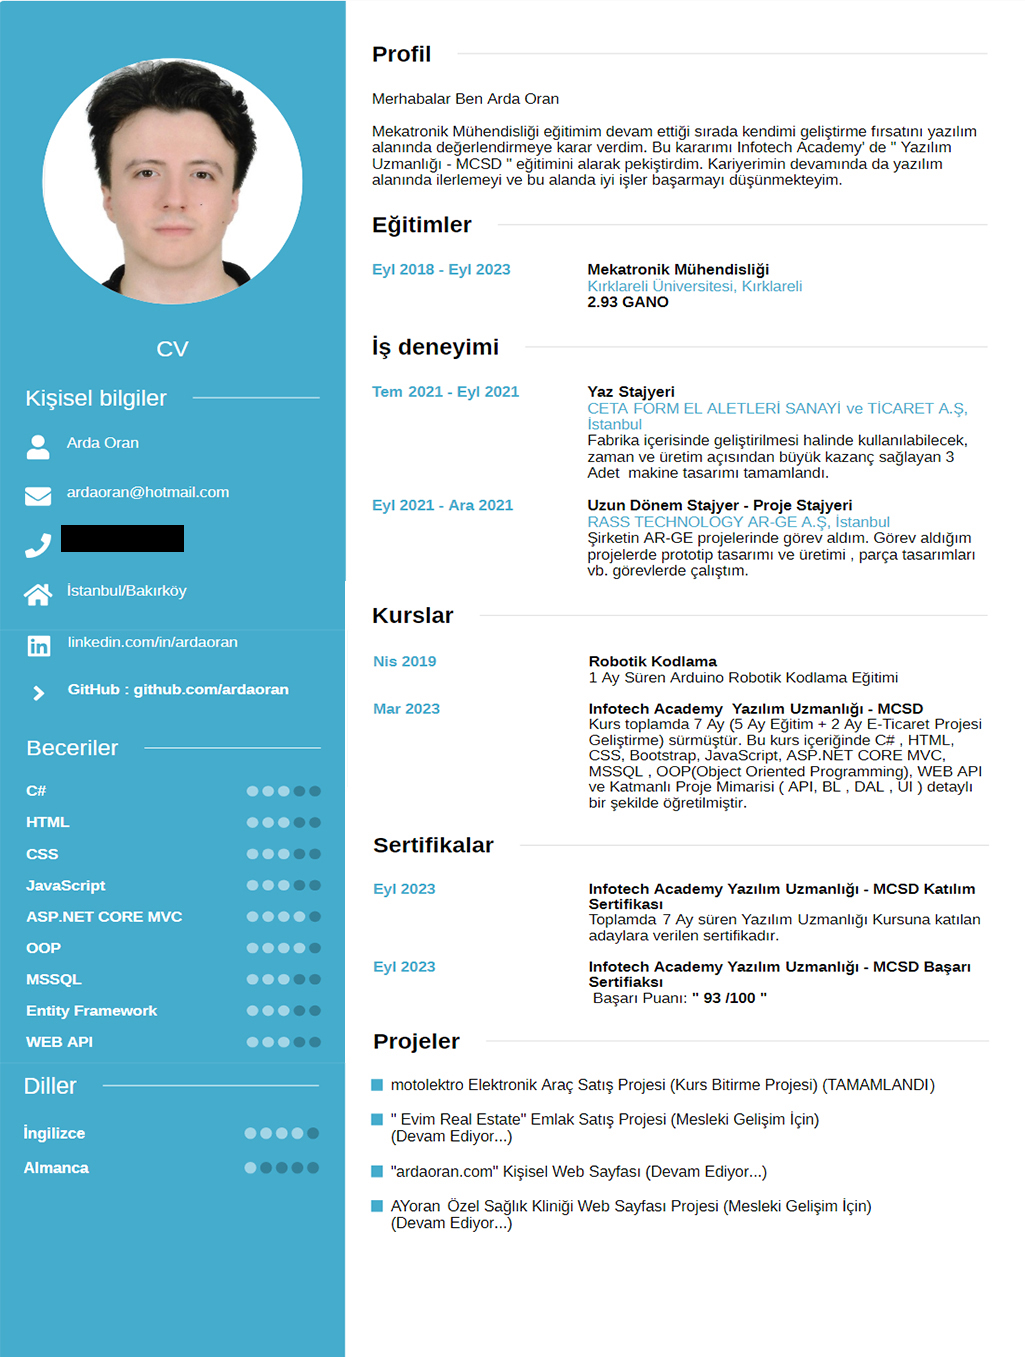 CV
Kişisel bilgiler
Arda Oran
ardaoran@hotmail.com
İstanbul/Bakırköy
linkedin.com/in/ardaoran
GitHub : github.com/ardaoran
Beceriler
C#
HTML
CSS
JavaScript
ASP.NET CORE MVC
OOP
MSSQL
Entity Framework
WEB API
Diller
İngilizce
Almanca
Profil
Merhabalar Ben Arda Oran
Mekatronik Mühendisliği eğitimim devam ettiği sırada kendimi geliştirme fırsatını yazılım
alanında değerlendirmeye karar verdim. Bu kararımı Infotech Academy' de " Yazılım
Uzmanlığı - MCSD " eğitimini alarak pekiştirdim. Kariyerimin devamında da yazılım
alanında ilerlemeyi ve bu alanda iyi işler başarmayı düşünmekteyim.
Eğitimler
Eyl 2018 - Eyl 2023
Mekatronik Mühendisliği
Kırklareli Üniversitesi, Kırklareli
2.93 GANO
İş deneyimi
Tem 2021 - Eyl 2021
Yaz Stajyeri
CETA FORM EL ALETLERİ SANAYİ ve TİCARET A.Ş,
İstanbul
Fabrika içerisinde geliştirilmesi halinde kullanılabilecek,
zaman ve üretim açısından büyük kazanç sağlayan 3
Adet  makine tasarımı tamamlandı.
Eyl 2021 - Ara 2021
Uzun Dönem Stajyer - Proje Stajyeri
RASS TECHNOLOGY AR-GE A.Ş, İstanbul
Şirketin AR-GE projelerinde görev aldım. Görev aldığım
projelerde prototip tasarımı ve üretimi , parça tasarımları
vb. görevlerde çalıştım.
Kurslar
Nis 2019
Robotik Kodlama
1 Ay Süren Arduino Robotik Kodlama Eğitimi
Mar 2023
Infotech Academy  Yazılım Uzmanlığı - MCSD
Kurs toplamda 7 Ay (5 Ay Eğitim + 2 Ay E-Ticaret Projesi
Geliştirme) sürmüştür. Bu kurs içeriğinde C# , HTML,
CSS, Bootstrap, JavaScript, ASP.NET CORE MVC,
MSSQL , OOP(Object Oriented Programming), WEB API
ve Katmanlı Proje Mimarisi ( API, BL , DAL , UI ) detaylı
bir şekilde öğretilmiştir.
Sertifikalar
Eyl 2023
Infotech Academy Yazılım Uzmanlığı - MCSD Katılım
Sertifikası
Toplamda 7 Ay süren Yazılım Uzmanlığı Kursuna katılan
adaylara verilen sertifikadır.
Eyl 2023
Infotech Academy Yazılım Uzmanlığı - MCSD Başarı
Sertifiaksı
Başarı Puanı: " 93 /100 "
Projeler
motolektro Elektronik Araç Satış Projesi (Kurs Bitirme Projesi) (TAMAMLANDI)
" Evim Real Estate" Emlak Satış Projesi (Mesleki Gelişim İçin)
(Devam Ediyor...)
"ardaoran.com" Kişisel Web Sayfası (Devam Ediyor...)
AYoran  Özel Sağlık Kliniği Web Sayfası Projesi (Mesleki Gelişim İçin)
(Devam Ediyor...)